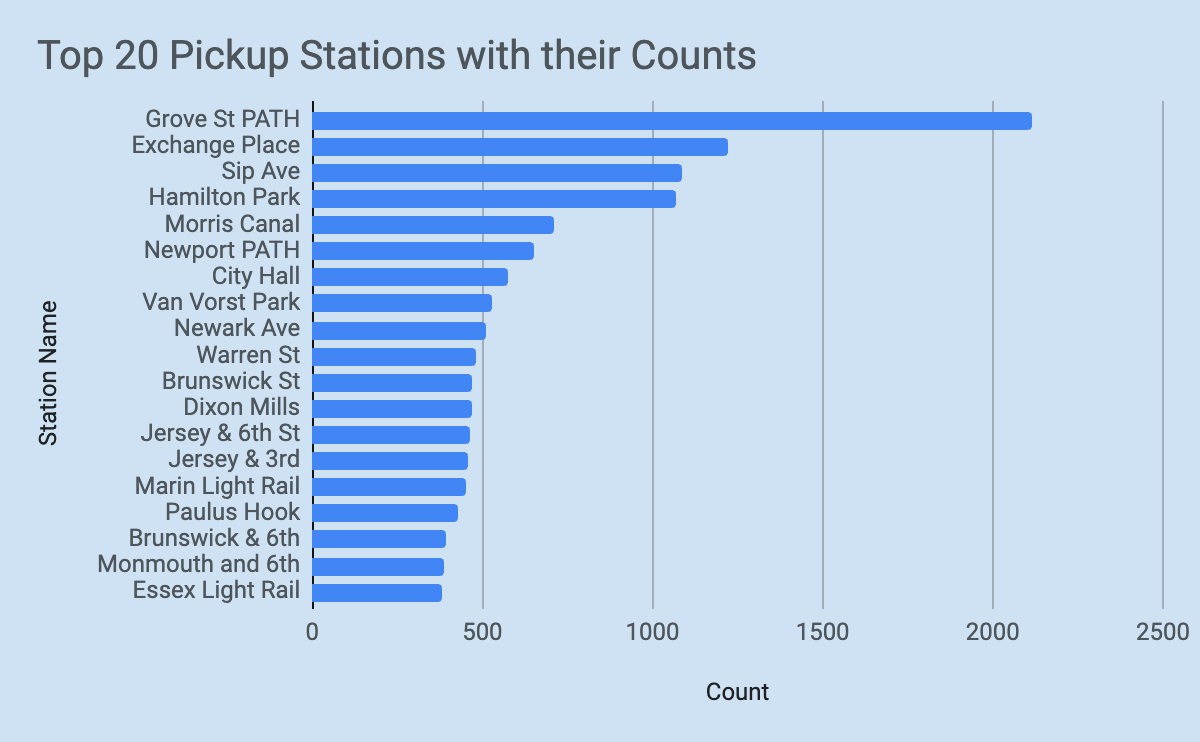 Top 20 Pickup Stations with their Counts
Grove St PATH
Exchange Place
Sip Ave
Hamilton Park
Morris Canal
Newport PATH
City Hall
Van Vorst Park
Newark Ave
Warren St
Brunswick St
Dixon Mills
Jersey & 6th St
Jersey & 3rd
Marin Light Rail
Paulus Hook
Brunswick & 6th
Monmouth and 6th
Essex Light Rail
Station Name
0 500 1000 1500 2000 2500
Count